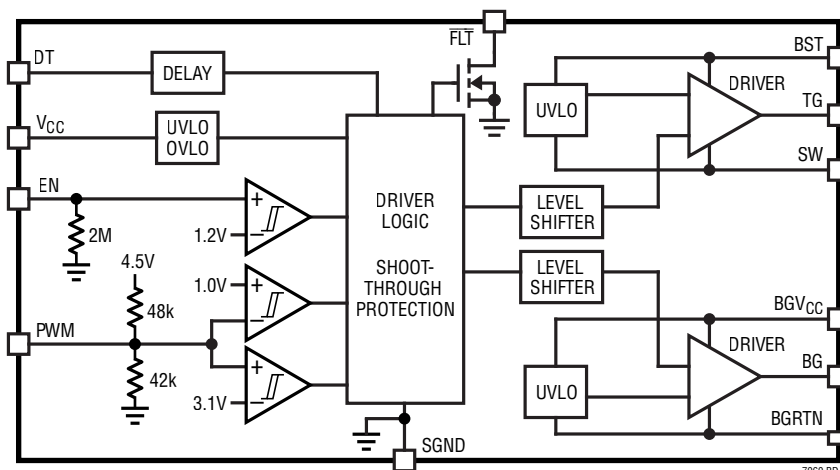 FLT
DT
DELAY
VCC
UVLO
OVLO
EN
2M
1.2V
4.5V
48k
PWM
42k
1.0V
3.1V
DRIVER
LOGIC
SHOOT-
THROUGH
PROTECTION
SGND
LEVEL
SHIFTER
LEVEL
SHIFTER
UVLO
DRIVER
BST
TG
SW
UVLO
DRIVER
BGVCC
BG
BGRTN